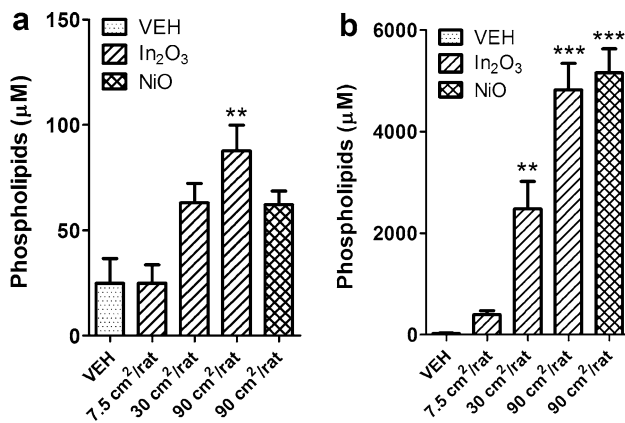 a
150
100
50
0
Phospholipids (µM)
VEH
In₂O₃
NiO
**
VEH
7.5 cm²/rat
30 cm²/rat
90 cm²/rat
90 cm²/rat
b
6000
4000
2000
0
Phospholipids (µM)
VEH
In₂O₃
NiO
**
***
***
VEH
7.5 cm²/rat
30 cm²/rat
90 cm²/rat
90 cm²/rat